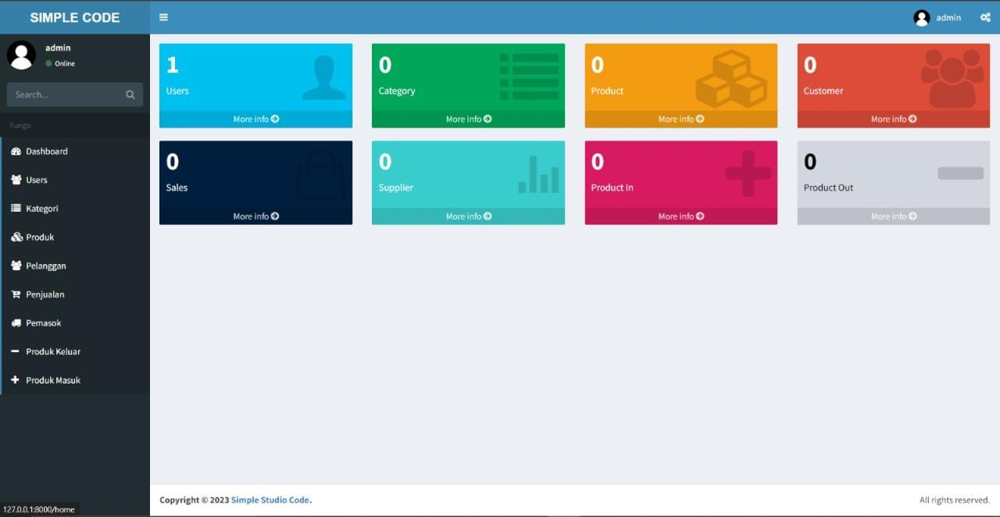 SIMPLE CODE
admin
admin
Online
Search...
Fungsi
Dashboard
Users
Kategori
Produk
Pelanggan
Penjualan
Pemasok
Produk Keluar
Produk Masuk
1
Users
More info
0
Category
More info
0
Product
More info
0
Customer
More info
0
Sales
More info
0
Supplier
More info
0
Product In
More info
0
Product Out
More info
Copyright © 2023 Simple Studio Code.
All rights reserved.
127.0.0.1:8000/home